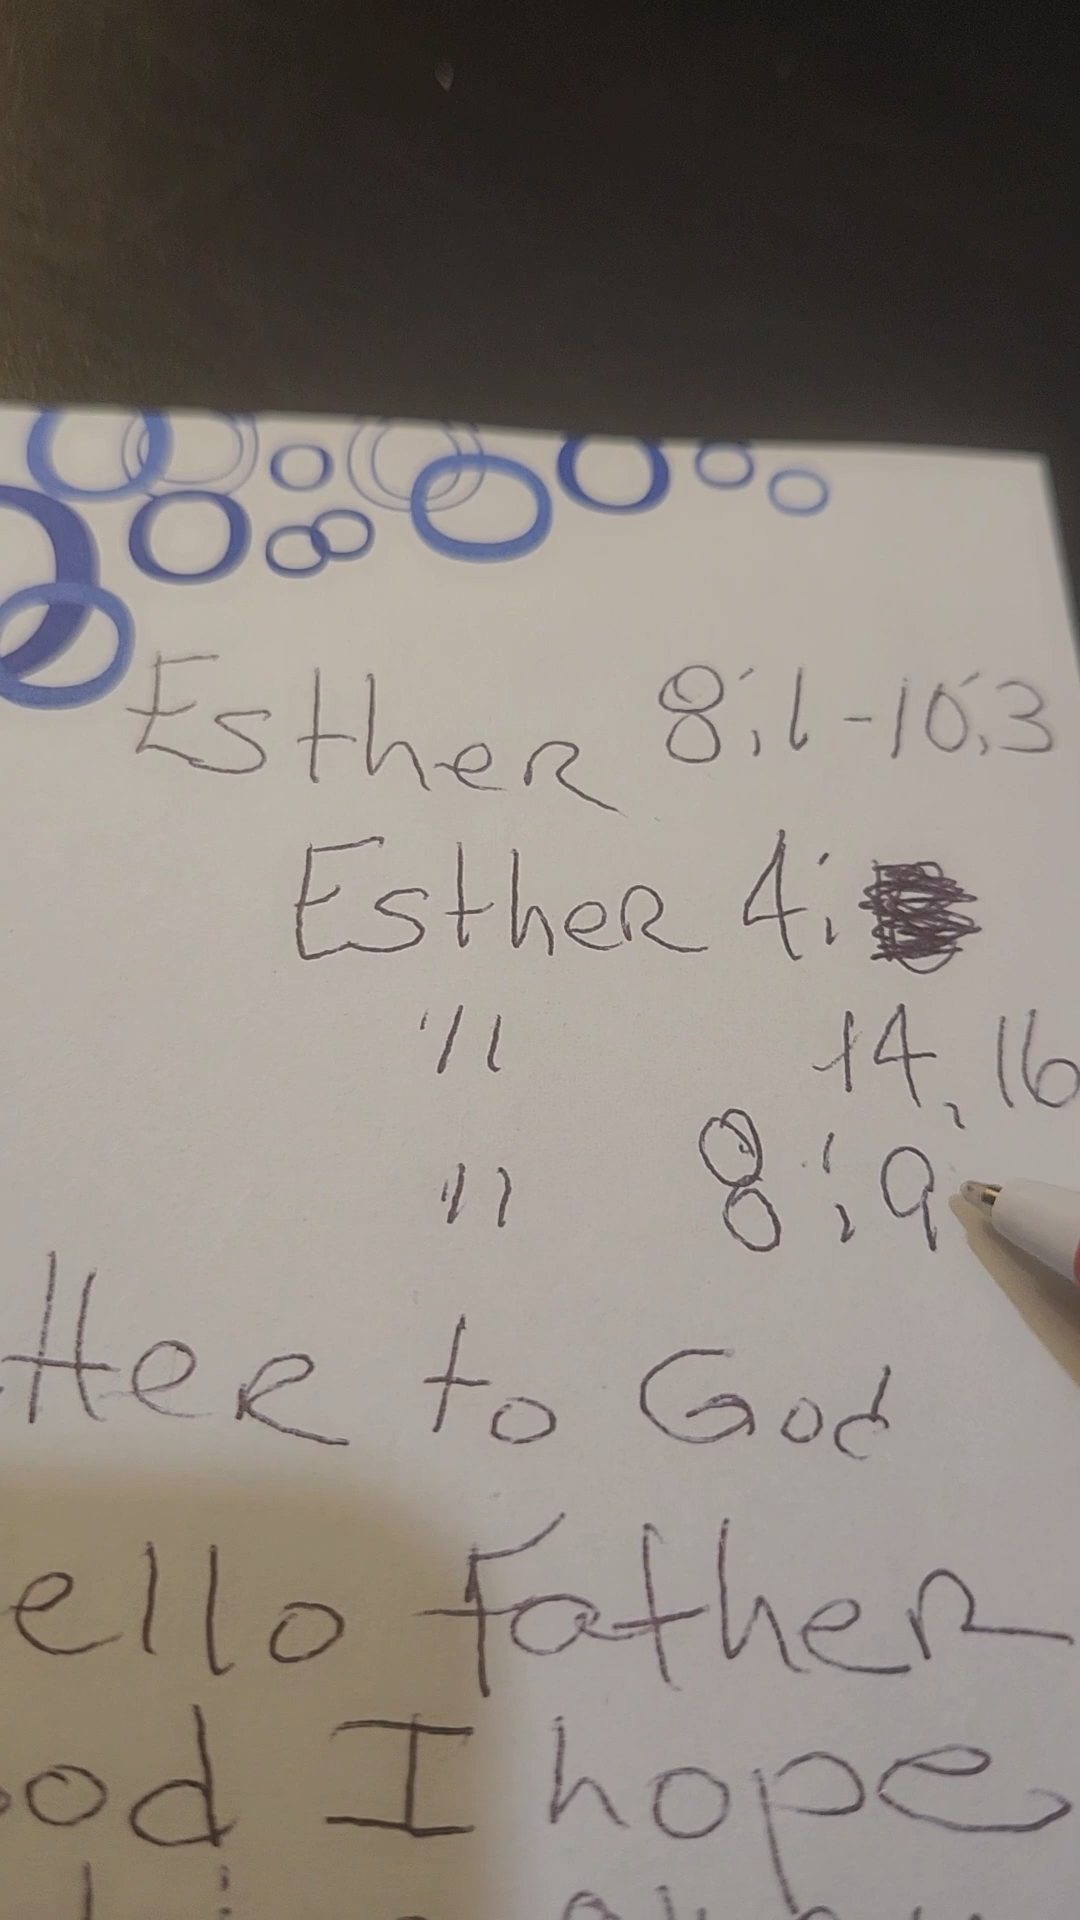 Esther 8:1-10:3
Esther 4:
" 14, 16
" 8:9
tter to God
ello Father
od I hope